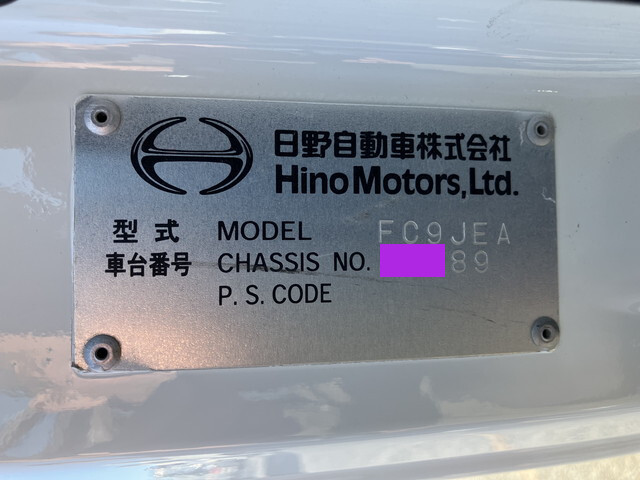 日野自動車株式会社
Hino Motors, Ltd.
型式 MODEL FC9JEA
車台番号 CHASSIS NO. 89
P.S.CODE